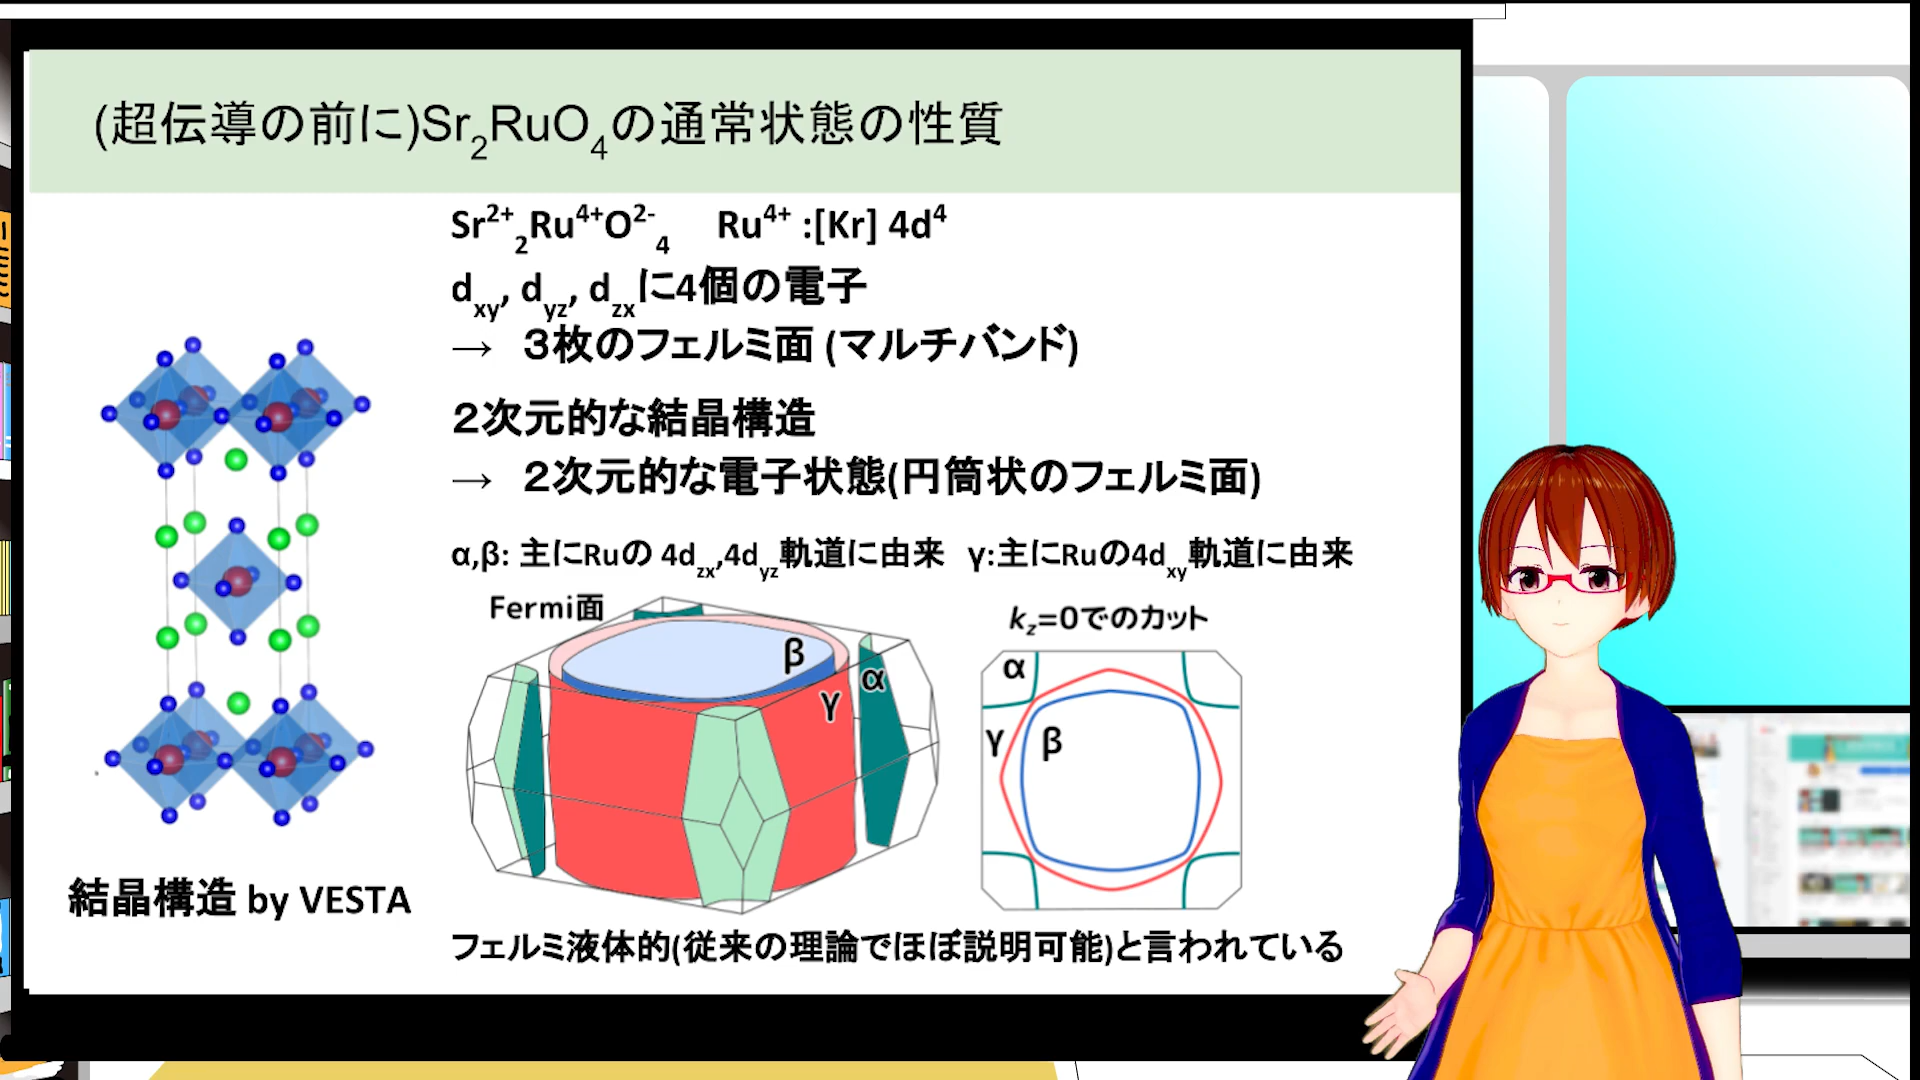 (超伝導の前に)Sr2RuO4の通常状態の性質
Sr2+2Ru4+O2-4 Ru4+ :[Kr] 4d4
dxy, dyz, dzxに4個の電子
→ 3枚のフェルミ面 (マルチバンド)
2次元的な結晶構造
→ 2次元的な電子状態(円筒状のフェルミ面)
α,β: 主にRuの 4dzx,4dyz軌道に由来 γ:主にRuの4dxy軌道に由来
Fermi面
β
α
γ
kz=0でのカット
α
γ
β
結晶構造 by VESTA
フェルミ液体的(従来の理論でほぼ説明可能)と言われている